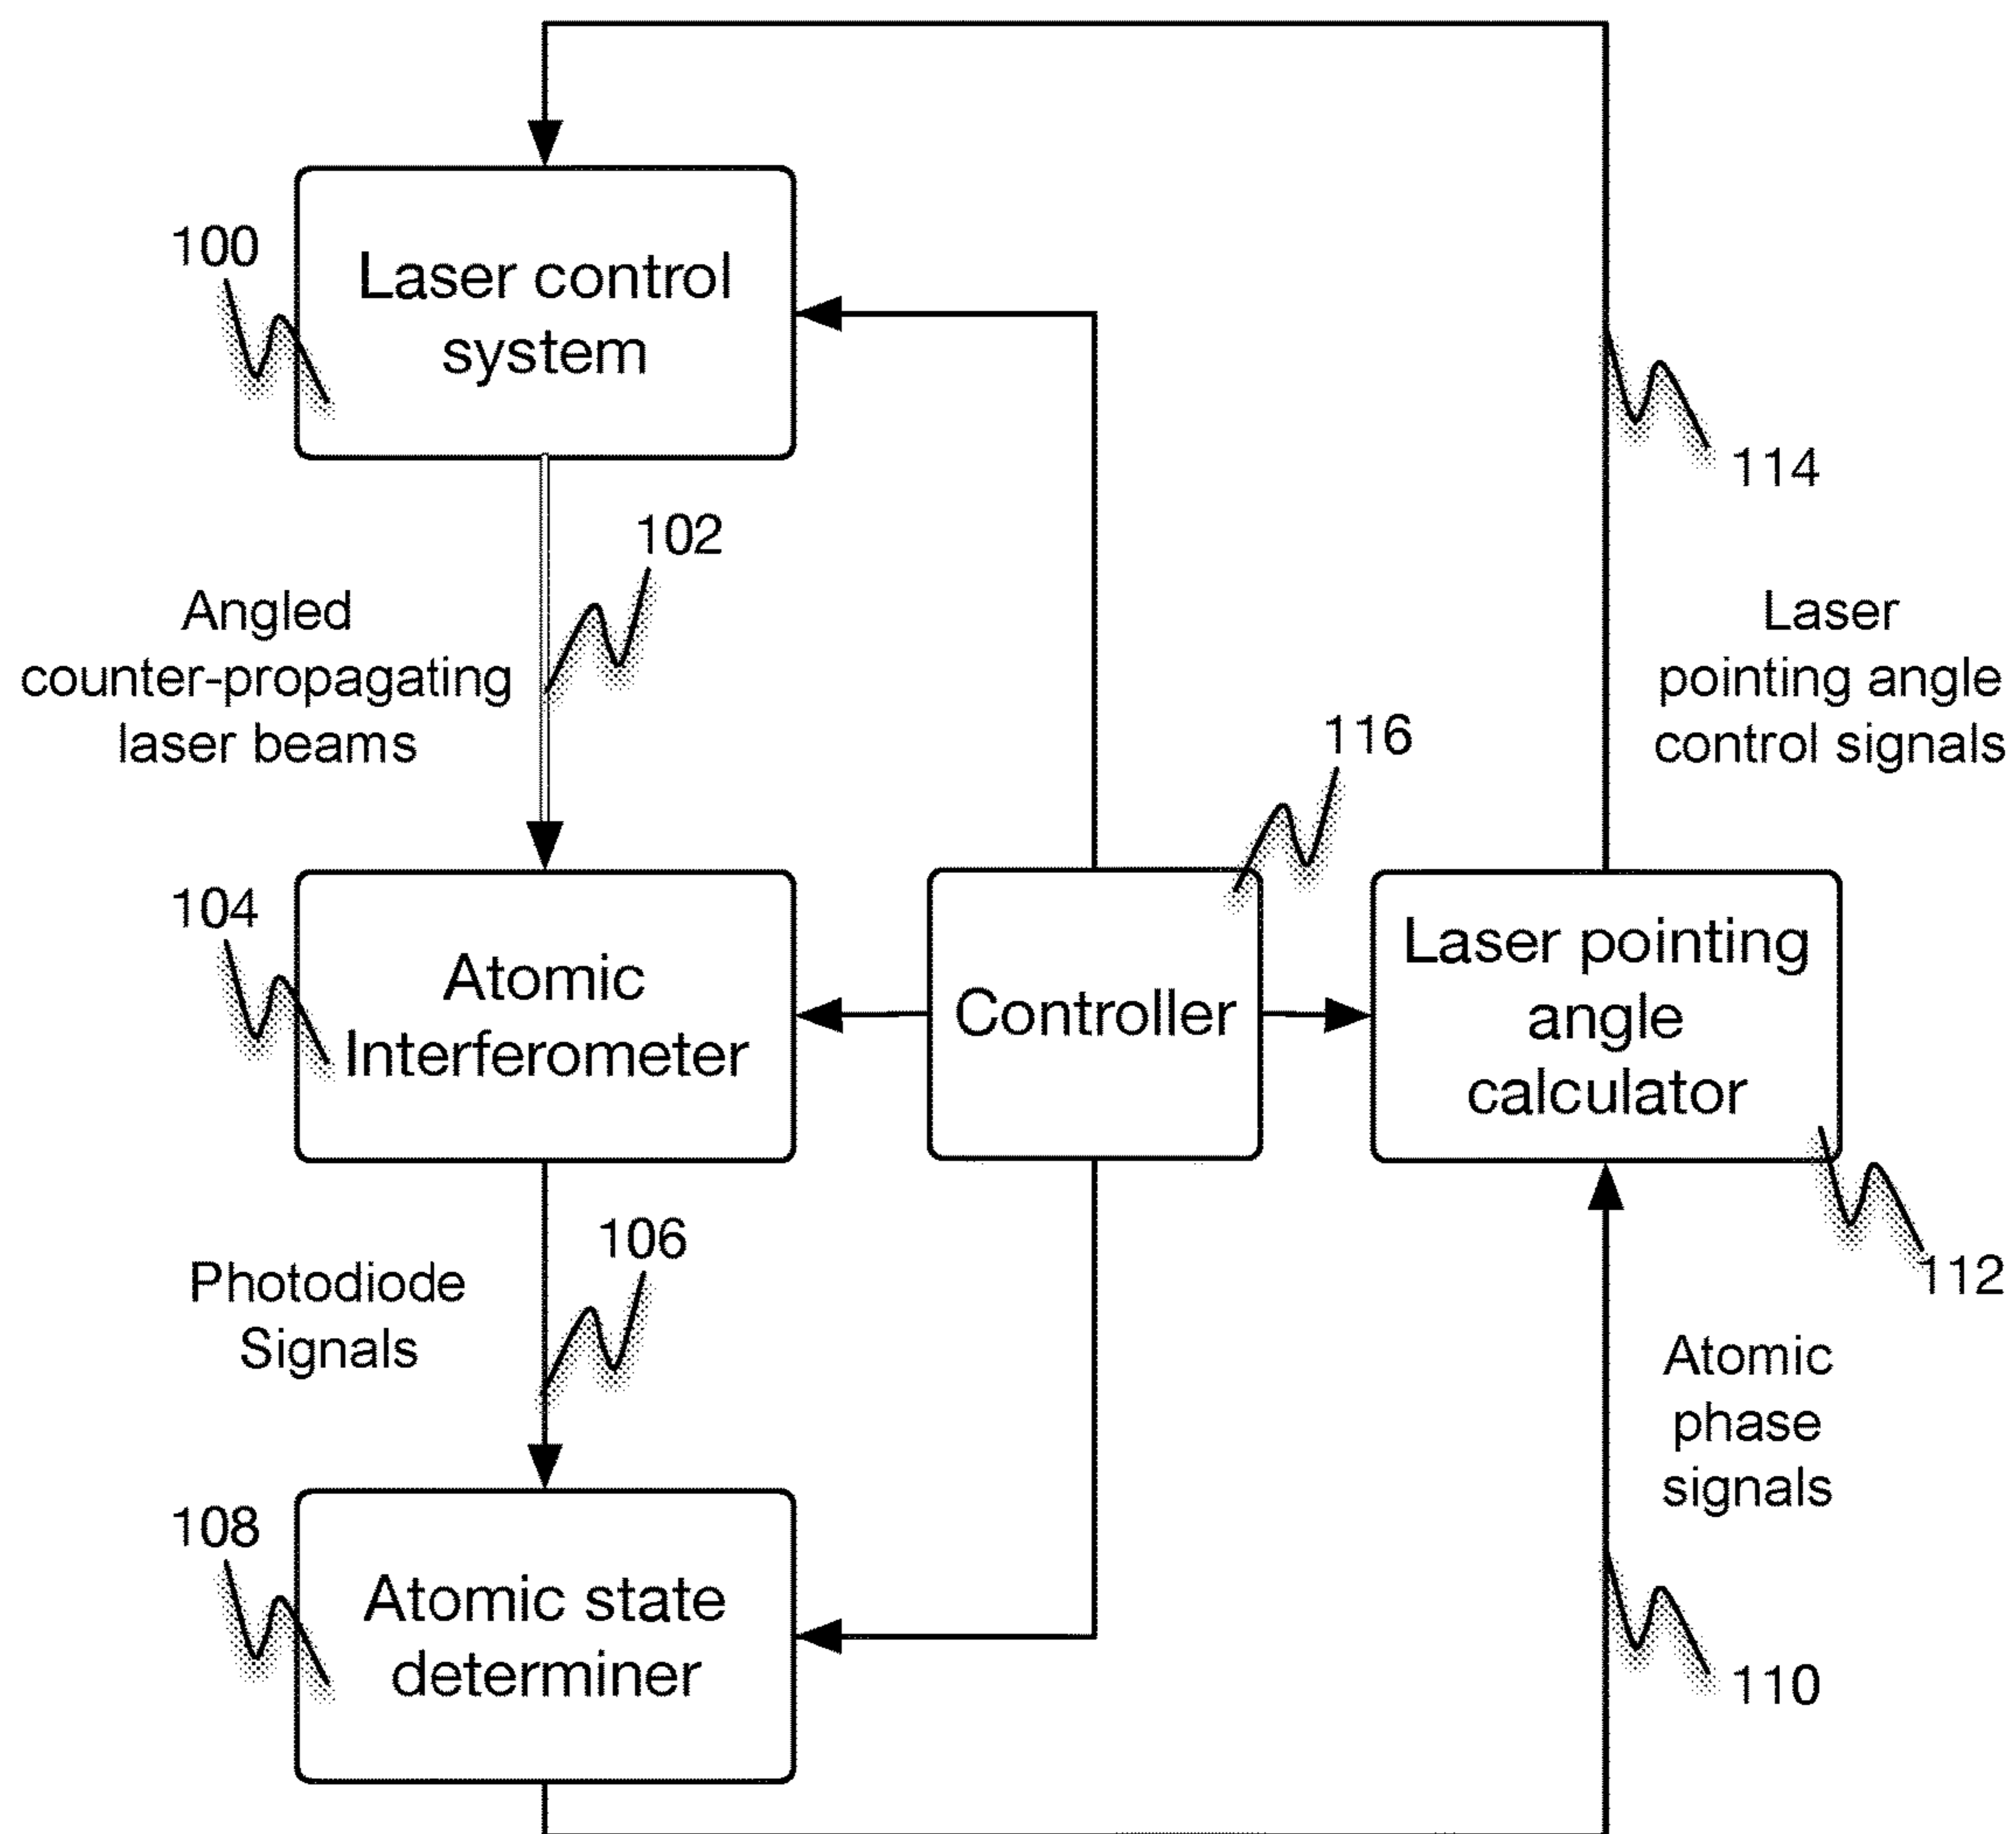 100
Laser control
system
114
102
Angled
counter-propagating
laser beams
Laser
pointing angle
control signals
116
104
Atomic
Interferometer
Controller
Laser pointing
angle
calculator
106
Photodiode
Signals
112
Atomic
phase
signals
108
Atomic state
determiner
110